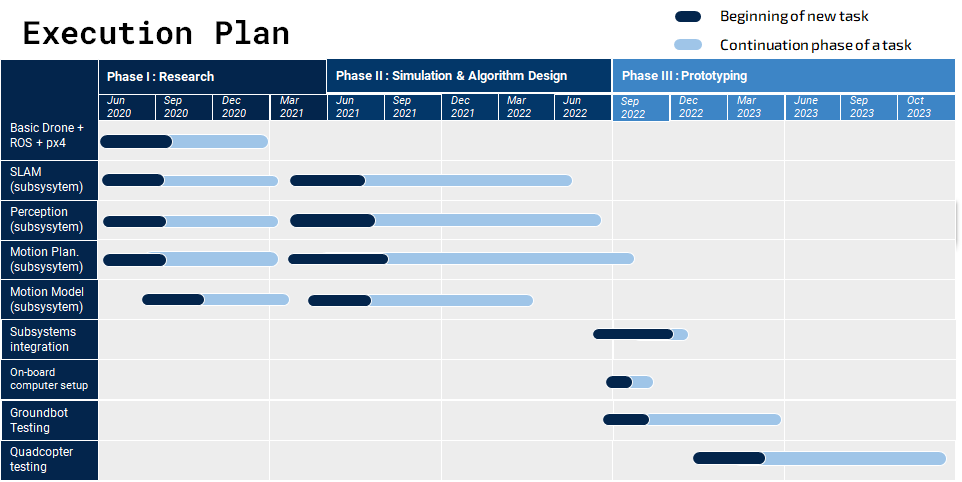 Execution Plan
Beginning of new task
Continuation phase of a task
Phase I : Research
Phase II : Simulation & Algorithm Design
Phase III : Prototyping
Jun
2020
Sep
2020
Dec
2020
Mar
2021
Jun
2021
Sep
2021
Dec
2021
Mar
2022
Jun
2022
Sep
2022
Dec
2022
Mar
2023
June
2023
Sep
2023
Oct
2023
Basic Drone +
ROS + px4
SLAM
(subsysytem)
Perception
(subsysytem)
Motion Plan.
(subsysytem)
Motion Model
(subsysytem)
Subsystems
integration
On-board
computer setup
Groundbot
Testing
Quadcopter
testing